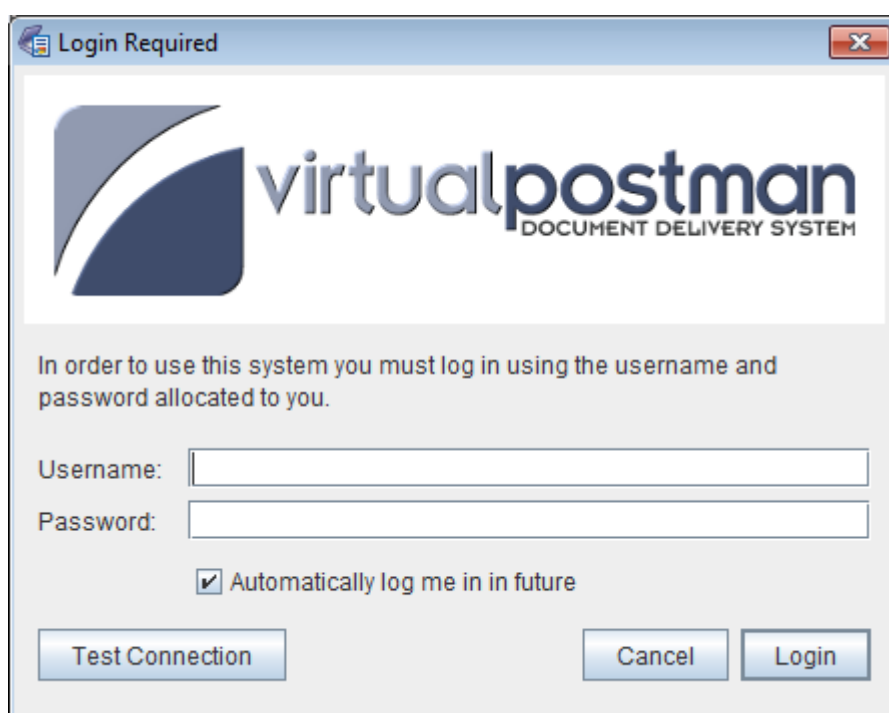 Login Required
virtualpostman
DOCUMENT DELIVERY SYSTEM
In order to use this system you must log in using the username and
password allocated to you.
Username:
Password:
Automatically log me in in future
Test Connection Cancel Login